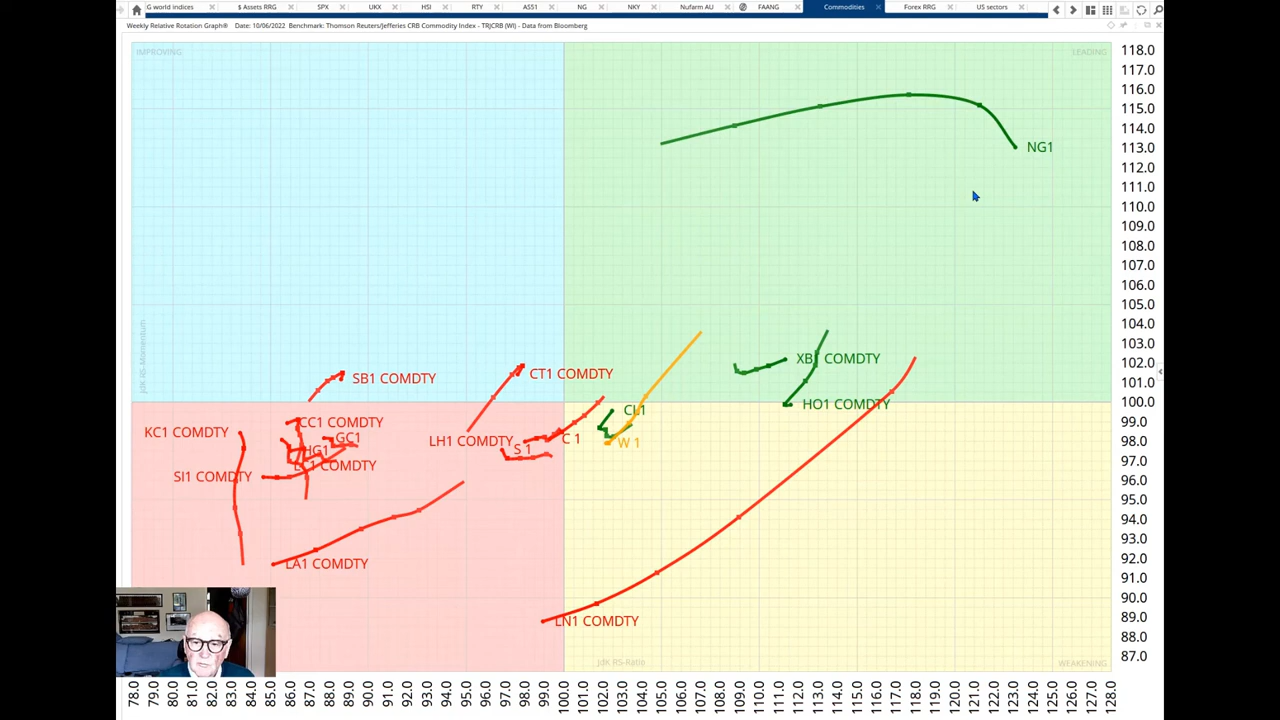 G world indices $ Assets RRG SPX UKX HSI RTY AS51 NG NKY Nufarm AU FAANG Commodities Forex RRG US sectors
Weekly Relative Rotation Graph® Date: 10/06/2022 Benchmark: Thomson Reuters/Jefferies CRB Commodity Index - TRJCRB (WI) - Data from Bloomberg
IMPROVING
LEADING
118.0
117.0
116.0
115.0
114.0
NG1
113.0
112.0
111.0
110.0
109.0
108.0
107.0
106.0
105.0
104.0
103.0
JdK RS-Momentum
XB1 COMDTY
102.0
SB1 COMDTY
CT1 COMDTY
101.0
HO1 COMDTY
100.0
CL1
CC1 COMDTY
99.0
KC1 COMDTY
GC1
LH1 COMDTY
C 1
W 1
98.0
HG1
S 1
97.0
COMDTY
SI1 COMDTY
96.0
95.0
94.0
93.0
LA1 COMDTY
92.0
91.0
90.0
89.0
LN1 COMDTY
88.0
87.0
JdK RS-Ratio
WEAKENING
78.0 79.0 80.0 81.0 82.0 83.0 84.0 85.0 86.0 87.0 88.0 89.0 90.0 91.0 92.0 93.0 94.0 95.0 96.0 97.0 98.0 99.0 100.0 101.0 102.0 103.0 104.0 105.0 106.0 107.0 108.0 109.0 110.0 111.0 112.0 113.0 114.0 115.0 116.0 117.0 118.0 119.0 120.0 121.0 122.0 123.0 124.0 125.0 126.0 127.0 128.0